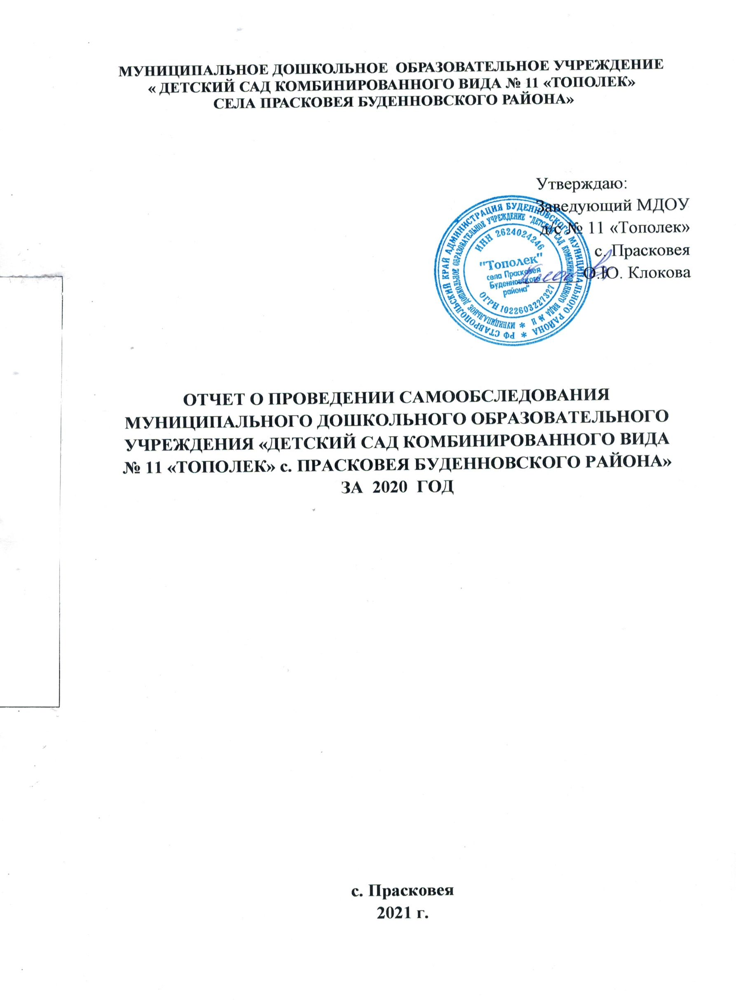 МУНИЦИПАЛЬНОЕ ДОШКОЛЬНОЕ ОБРАЗОВАТЕЛЬНОЕ УЧРЕЖДЕНИЕ
« ДЕТСКИЙ САД КОМБИНИРОВАННОГО ВИДА № 11 «ТОПОЛЕК»
СЕЛА ПРАСКОВЕЯ БУДЕННОВСКОГО РАЙОНА»
Утверждаю:
Заведующий МДОУ
д/с № 11 «Тополек»
с. Прасковея
О.Ю. Клокова
РФ СТАВРОПОЛЬСКИЙ КРАЙ АДМИНИСТРАЦИЯ БУДЕННОВСКОГО МУНИЦИПАЛЬНОГО РАЙОНА *
МУНИЦИПАЛЬНОЕ ДОШКОЛЬНОЕ ОБРАЗОВАТЕЛЬНОЕ УЧРЕЖДЕНИЕ "ДЕТСКИЙ САД КОМБИНИРОВАННОГО ВИДА № 11 *
ИНН 2624024246
"Тополек"
села Прасковея
Буденновского
района"
ОГРН 1022603227327
ОТЧЕТ О ПРОВЕДЕНИИ САМООБСЛЕДОВАНИЯ
МУНИЦИПАЛЬНОГО ДОШКОЛЬНОГО ОБРАЗОВАТЕЛЬНОГО
УЧРЕЖДЕНИЯ «ДЕТСКИЙ САД КОМБИНИРОВАННОГО ВИДА
№ 11 «ТОПОЛЕК» с. ПРАСКОВЕЯ БУДЕННОВСКОГО РАЙОНА»
ЗА 2020 ГОД
с. Прасковея
2021 г.